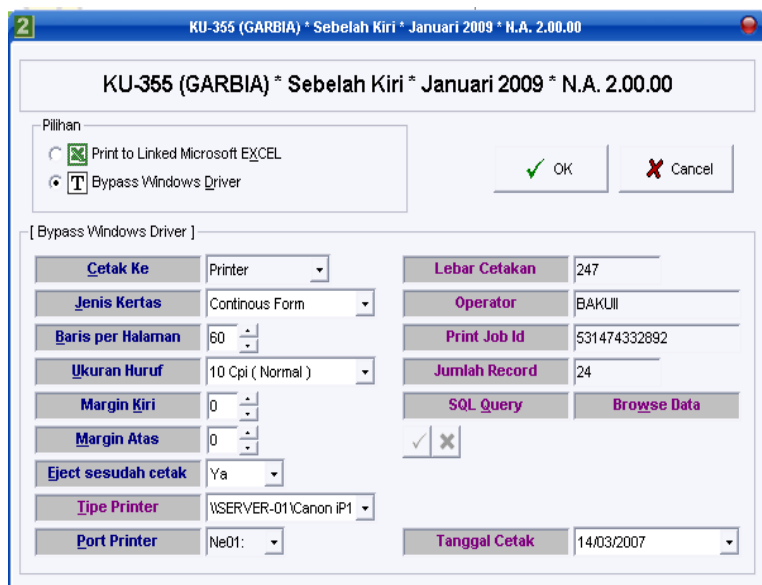 2 KU-355 (GARBIA) * Sebelah Kiri * Januari 2009 * N.A. 2.00.00
KU-355 (GARBIA) * Sebelah Kiri * Januari 2009 * N.A. 2.00.00
Pilihan
Print to Linked Microsoft EXCEL
T Bypass Windows Driver
OK
Cancel
[ Bypass Windows Driver ]
Cetak Ke Printer
Lebar Cetakan 247
Jenis Kertas Continous Form
Operator BAKUII
Baris per Halaman 60
Print Job Id 531474332892
Ukuran Huruf 10 Cpi ( Normal )
Jumlah Record 24
Margin Kiri 0
SQL Query Browse Data
Margin Atas 0
Eject sesudah cetak Ya
Tipe Printer \\SERVER-01\Canon iP1
Port Printer Ne01:
Tanggal Cetak 14/03/2007